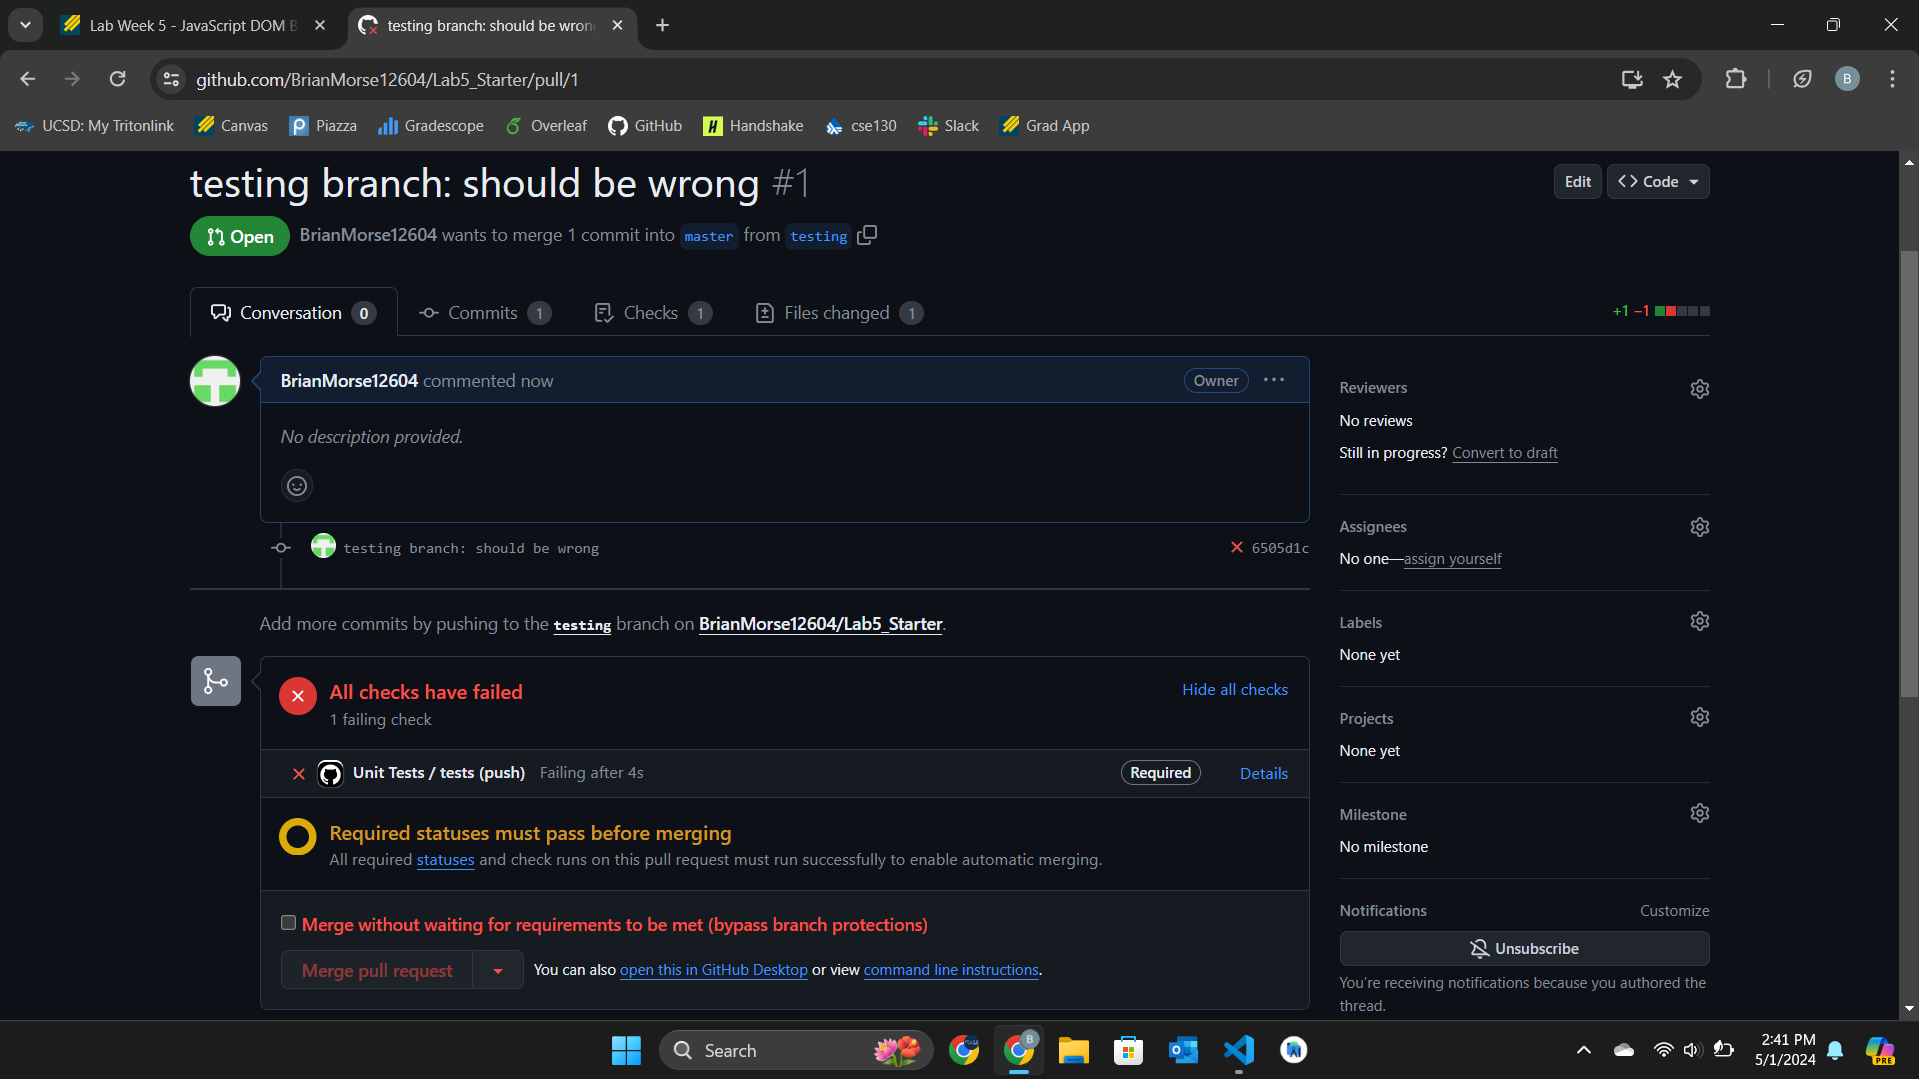 Lab Week 5 - JavaScript DOM B
testing branch: should be wrong
github.com/BrianMorse12604/Lab5_Starter/pull/1
B
UCSD: My Tritonlink
Canvas
Piazza
Gradescope
Overleaf
GitHub
Handshake
cse130
Slack
Grad App
testing branch: should be wrong #1
Edit
Code
Open
BrianMorse12604 wants to merge 1 commit into master from testing
Conversation 0
Commits 1
Checks 1
Files changed 1
+1 −1
BrianMorse12604 commented now
Owner
No description provided.
testing branch: should be wrong
6505d1c
Add more commits by pushing to the testing branch on BrianMorse12604/Lab5_Starter.
All checks have failed
1 failing check
Hide all checks
Unit Tests / tests (push) Failing after 4s
Required
Details
Required statuses must pass before merging
All required statuses and check runs on this pull request must run successfully to enable automatic merging.
Merge without waiting for requirements to be met (bypass branch protections)
Merge pull request
You can also open this in GitHub Desktop or view command line instructions.
Reviewers
No reviews
Still in progress? Convert to draft
Assignees
No one—assign yourself
Labels
None yet
Projects
None yet
Milestone
No milestone
Notifications
Customize
Unsubscribe
You're receiving notifications because you authored the
thread.
Search
B
2:41 PM
5/1/2024
PRE